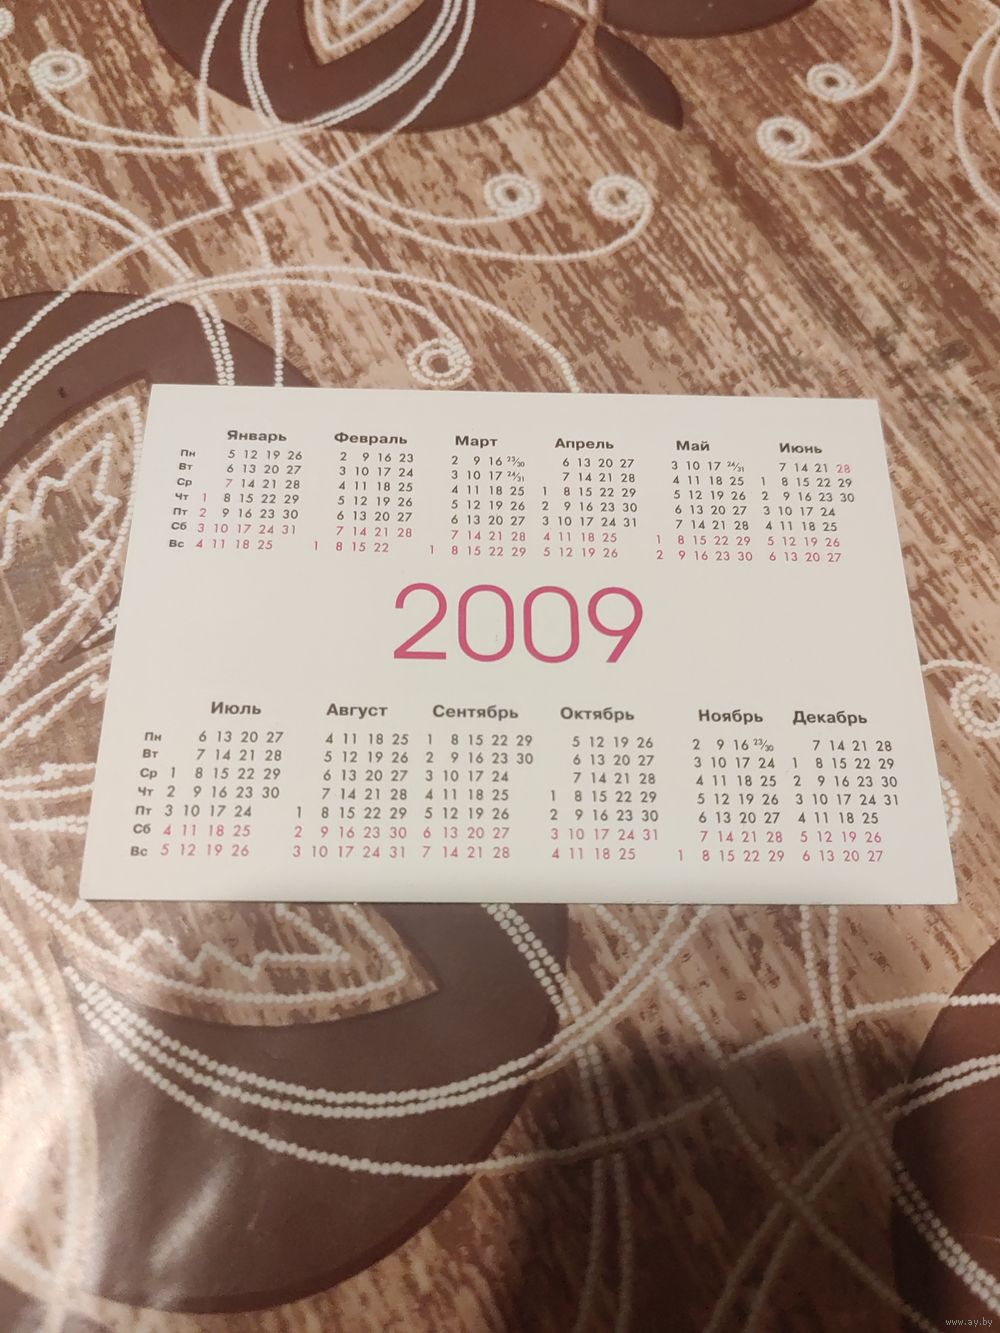 Январь Февраль Март Апрель Май Июнь
Пн 5 12 19 26 2 9 16 23 2 9 16 23/30 6 13 20 27 3 10 17 24/31 7 14 21 28
Вт 6 13 20 27 3 10 17 24 3 10 17 24/31 7 14 21 28 4 11 18 25 1 8 15 22 29
Ср 7 14 21 28 4 11 18 25 4 11 18 25 1 8 15 22 29 5 12 19 26 2 9 16 23 30
Чт 1 8 15 22 29 5 12 19 26 5 12 19 26 2 9 16 23 30 6 13 20 27 3 10 17 24
Пт 2 9 16 23 30 6 13 20 27 6 13 20 27 3 10 17 24 31 7 14 21 28 4 11 18 25
Сб 3 10 17 24 31 7 14 21 28 7 14 21 28 4 11 18 25 1 8 15 22 29 5 12 19 26
Вс 4 11 18 25 1 8 15 22 1 8 15 22 29 5 12 19 26 2 9 16 23 30 6 13 20 27
2009
Июль Август Сентябрь Октябрь Ноябрь Декабрь
Пн 6 13 20 27 4 11 18 25 1 8 15 22 29 5 12 19 26 2 9 16 23/30 7 14 21 28
Вт 7 14 21 28 5 12 19 26 2 9 16 23 30 6 13 20 27 3 10 17 24 1 8 15 22 29
Ср 1 8 15 22 29 6 13 20 27 3 10 17 24 7 14 21 28 4 11 18 25 2 9 16 23 30
Чт 2 9 16 23 30 7 14 21 28 4 11 18 25 1 8 15 22 29 5 12 19 26 3 10 17 24 31
Пт 3 10 17 24 1 8 15 22 29 5 12 19 26 2 9 16 23 30 6 13 20 27 4 11 18 25
Сб 4 11 18 25 2 9 16 23 30 6 13 20 27 3 10 17 24 31 7 14 21 28 5 12 19 26
Вс 5 12 19 26 3 10 17 24 31 7 14 21 28 4 11 18 25 1 8 15 22 29 6 13 20 27
www.ay.by